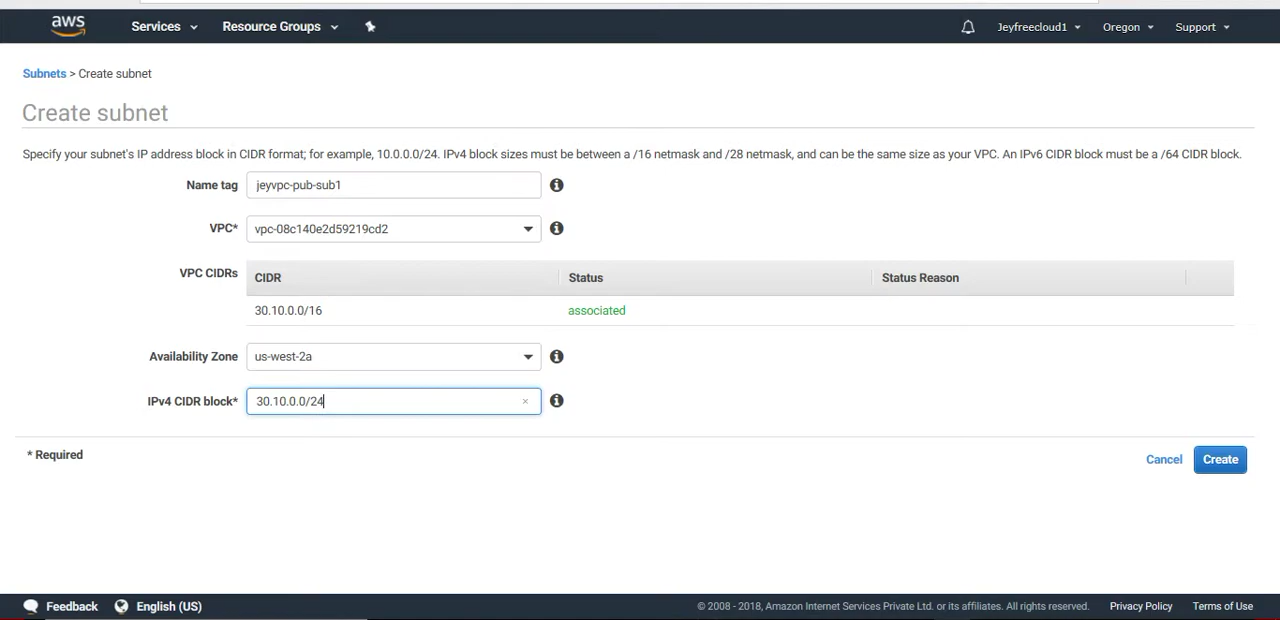 aws Services Resource Groups Jeyfreecloud1 Oregon Support
Subnets > Create subnet
Create subnet
Specify your subnet's IP address block in CIDR format; for example, 10.0.0.0/24. IPv4 block sizes must be between a /16 netmask and /28 netmask, and can be the same size as your VPC. An IPv6 CIDR block must be a /64 CIDR block.
Name tag jeyvpc-pub-sub1
VPC* vpc-08c140e2d59219cd2
VPC CIDRs CIDR Status Status Reason
30.10.0.0/16 associated
Availability Zone us-west-2a
IPv4 CIDR block* 30.10.0.0/24 ×
* Required
Cancel Create
Feedback English (US) © 2008 - 2018, Amazon Internet Services Private Ltd. or its affiliates. All rights reserved. Privacy Policy Terms of Use